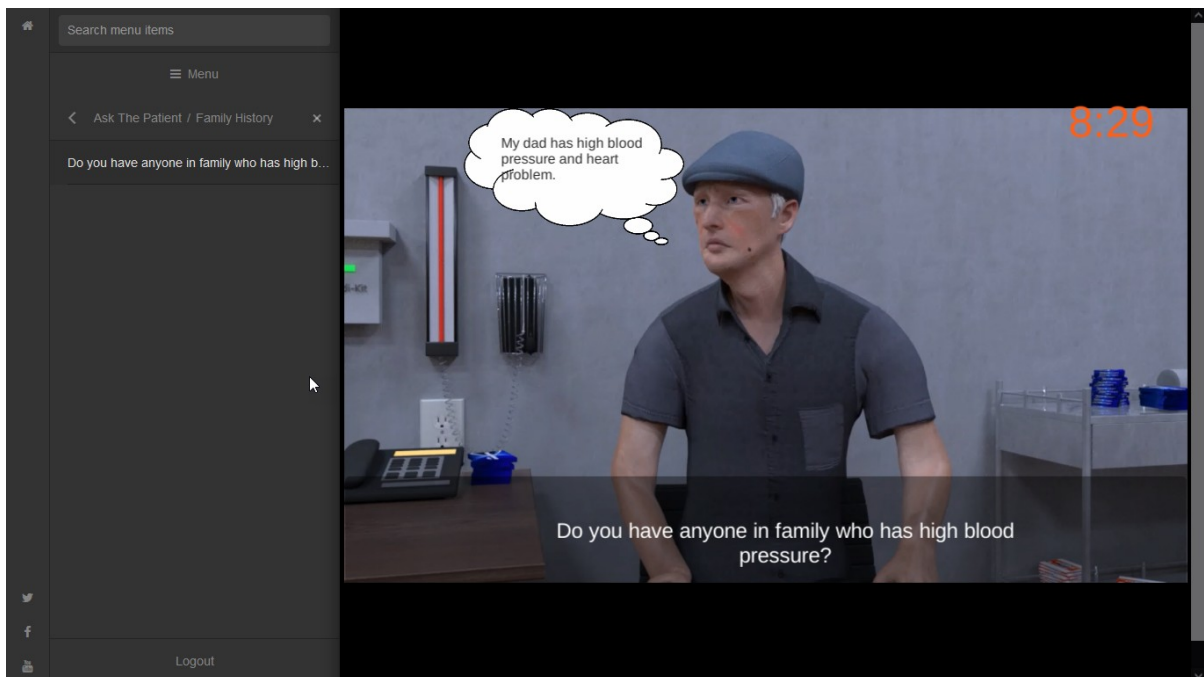 Search menu items
Menu
Ask The Patient / Family History
Do you have anyone in family who has high b...
Logout
My dad has high blood
pressure and heart
problem.
8:29
di-Kit
Do you have anyone in family who has high blood
pressure?